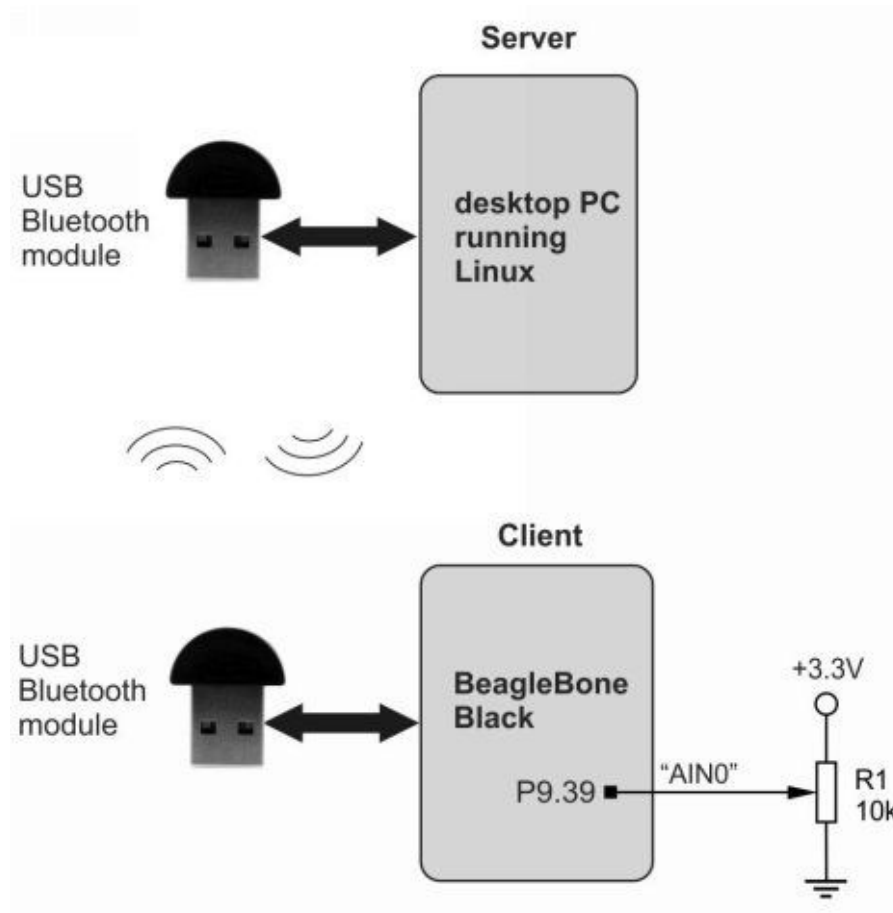 Server
USB
Bluetooth
module
desktop PC
running
Linux
Client
USB
Bluetooth
module
BeagleBone
Black
P9.39
“AIN0”
+3.3V
R1
10k